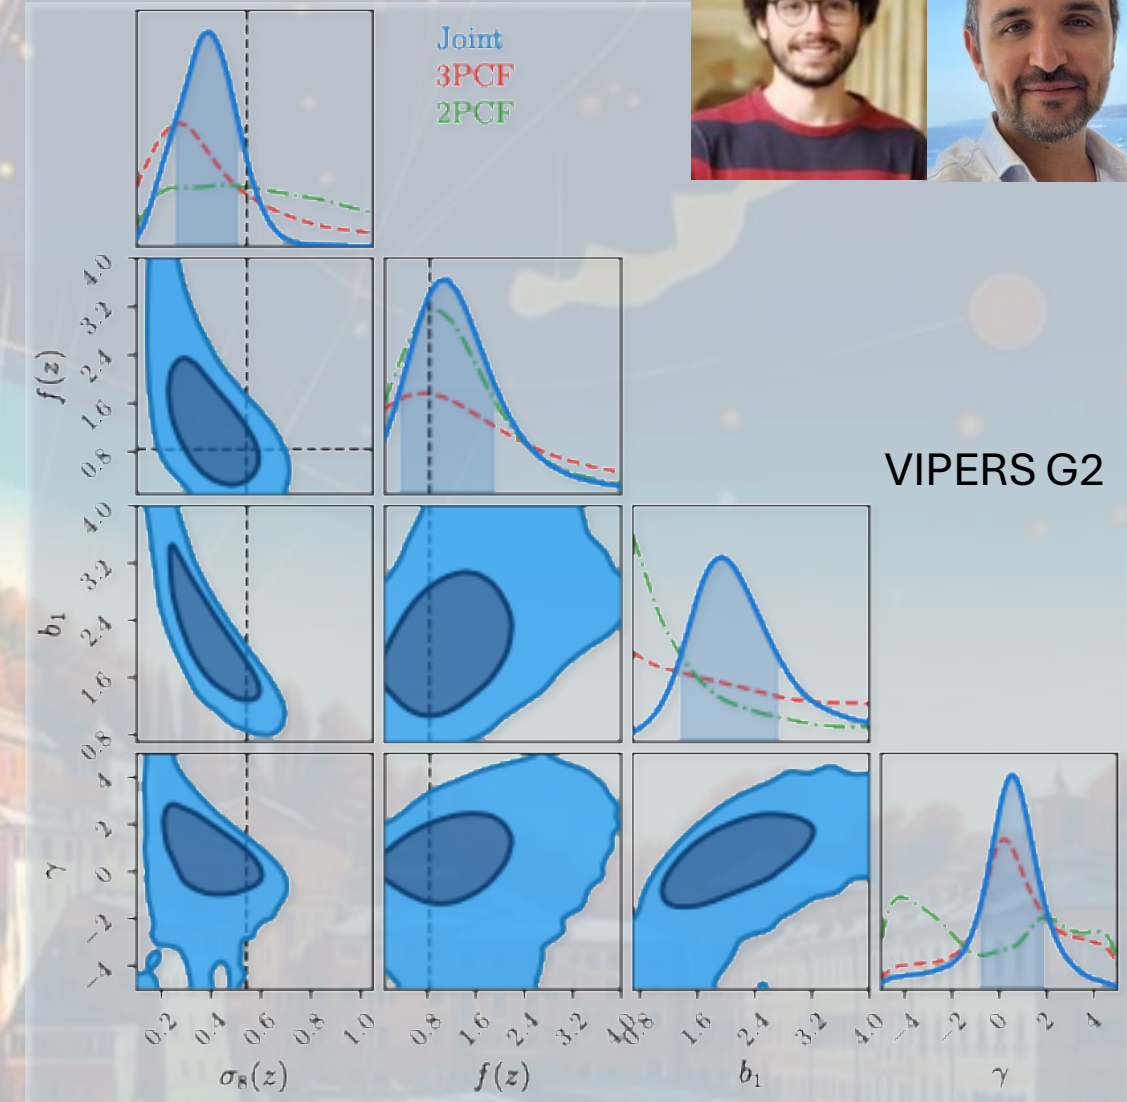 Joint
3PCF
2PCF
VIPERS G2
f(z)
4.0
3.2
2.4
1.6
0.8
b₁
4.0
3.2
2.4
1.6
0.8
γ
4
2
0
−2
−4
0.2 0.4 0.6 0.8 1.0
0.8 1.6 2.4 3.2 4.0
0.8 1.6 2.4 3.2 4.0
−4 −2 0 2 4
σ₈(z) f(z) b₁ γ